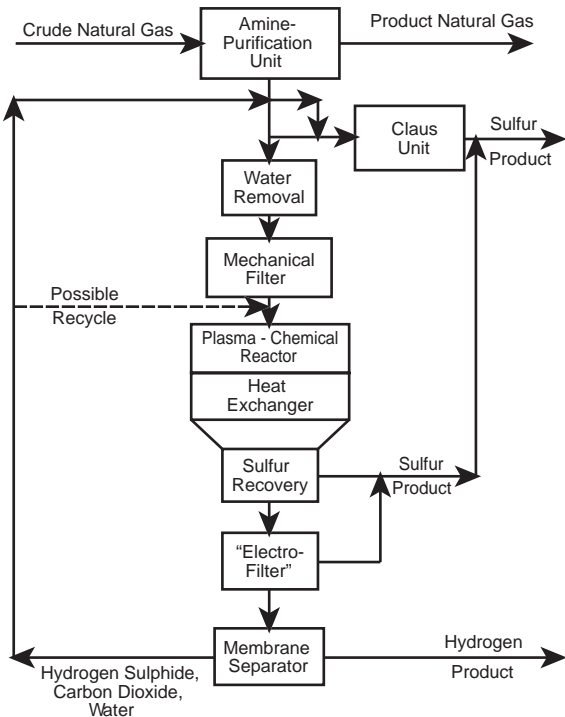 Crude Natural Gas
Amine-
Purification
Unit
Product Natural Gas
Claus
Unit
Sulfur
Product
Water
Removal
Mechanical
Filter
Possible
Recycle
Plasma - Chemical
Reactor
Heat
Exchanger
Sulfur
Recovery
Sulfur
Product
“Electro-
Filter”
Membrane
Separator
Hydrogen
Product
Hydrogen Sulphide,
Carbon Dioxide,
Water